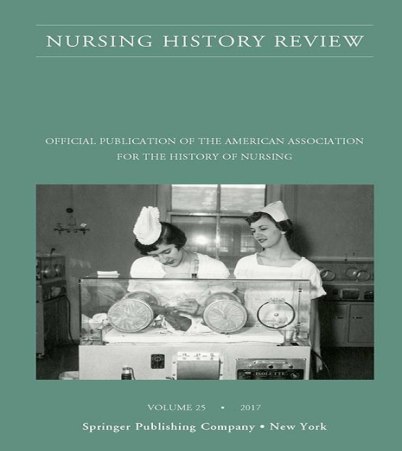 NURSING HISTORY REVIEW
OFFICIAL PUBLICATION OF THE AMERICAN ASSOCIATION
FOR THE HISTORY OF NURSING
ISOLETTE
VOLUME 25 • 2017
Springer Publishing Company • New York